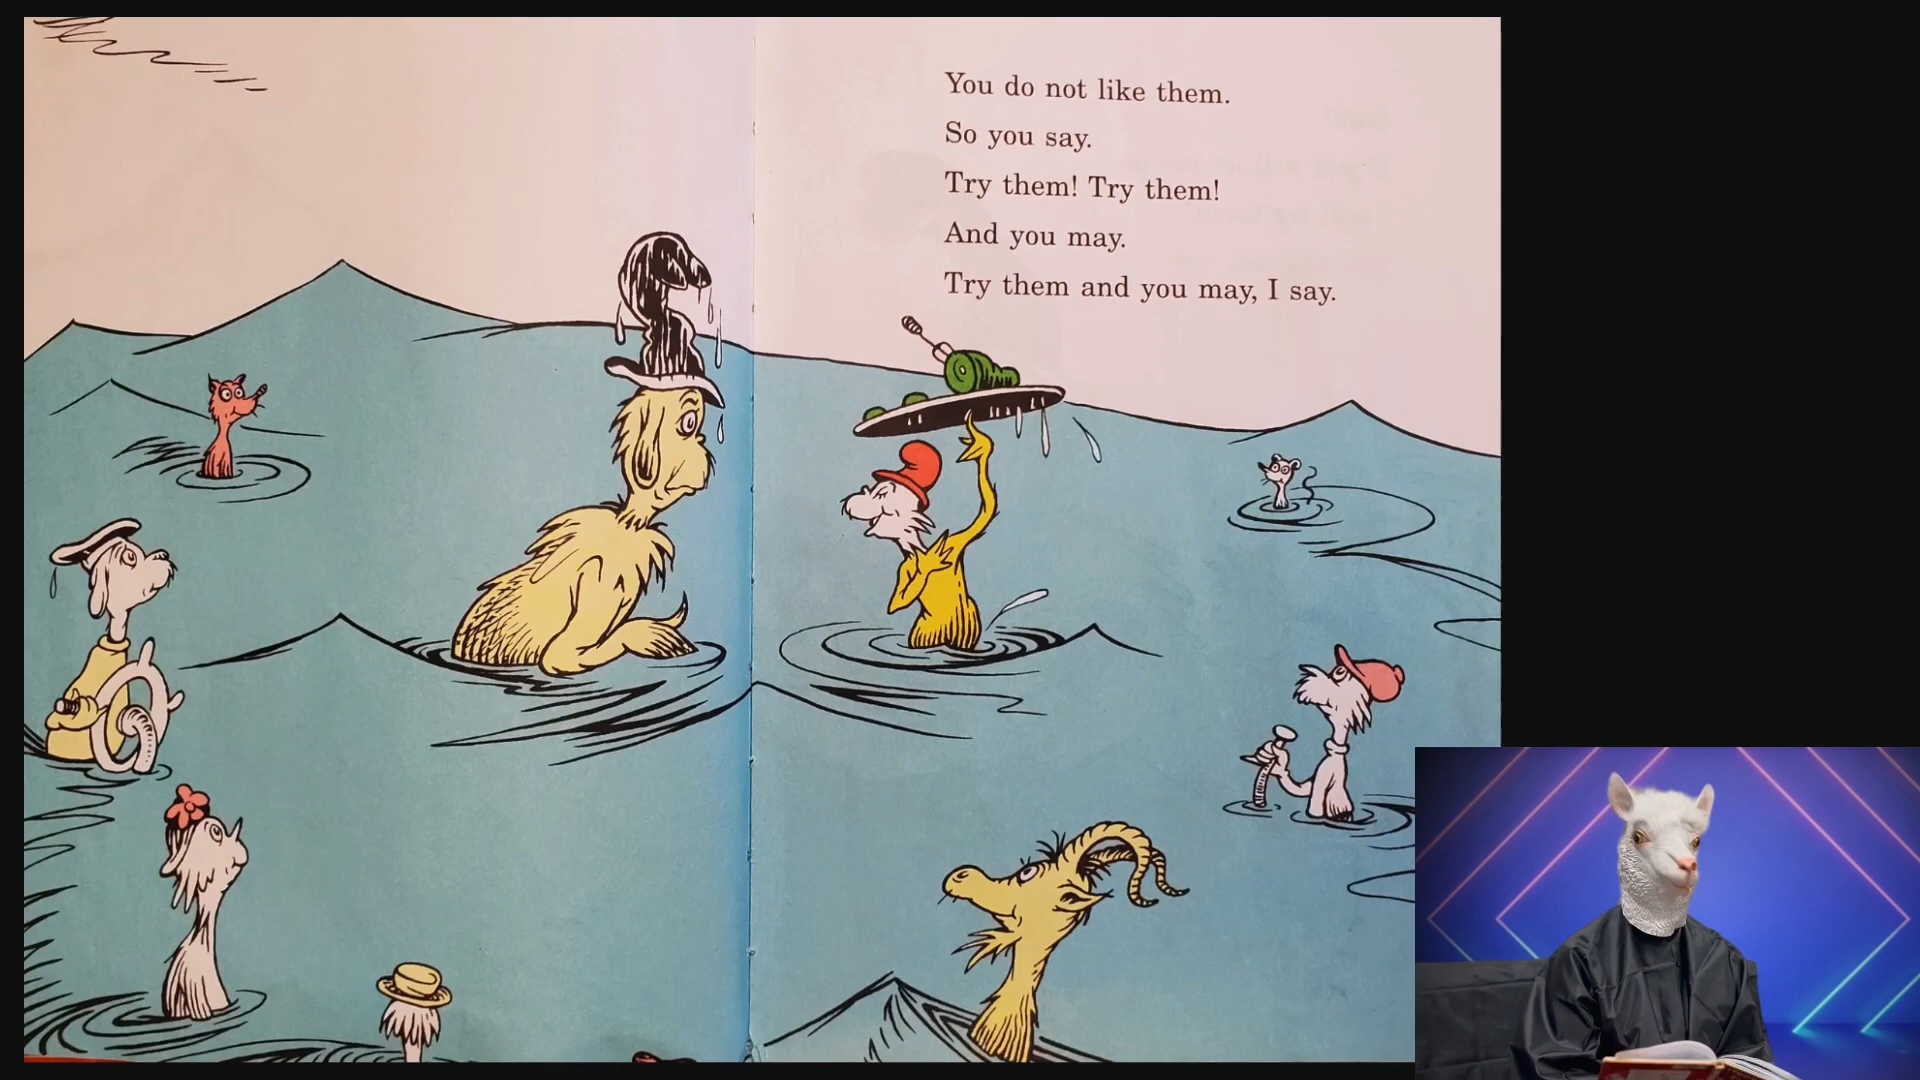 You do not like them.
So you say.
Try them! Try them!
And you may.
Try them and you may, I say.